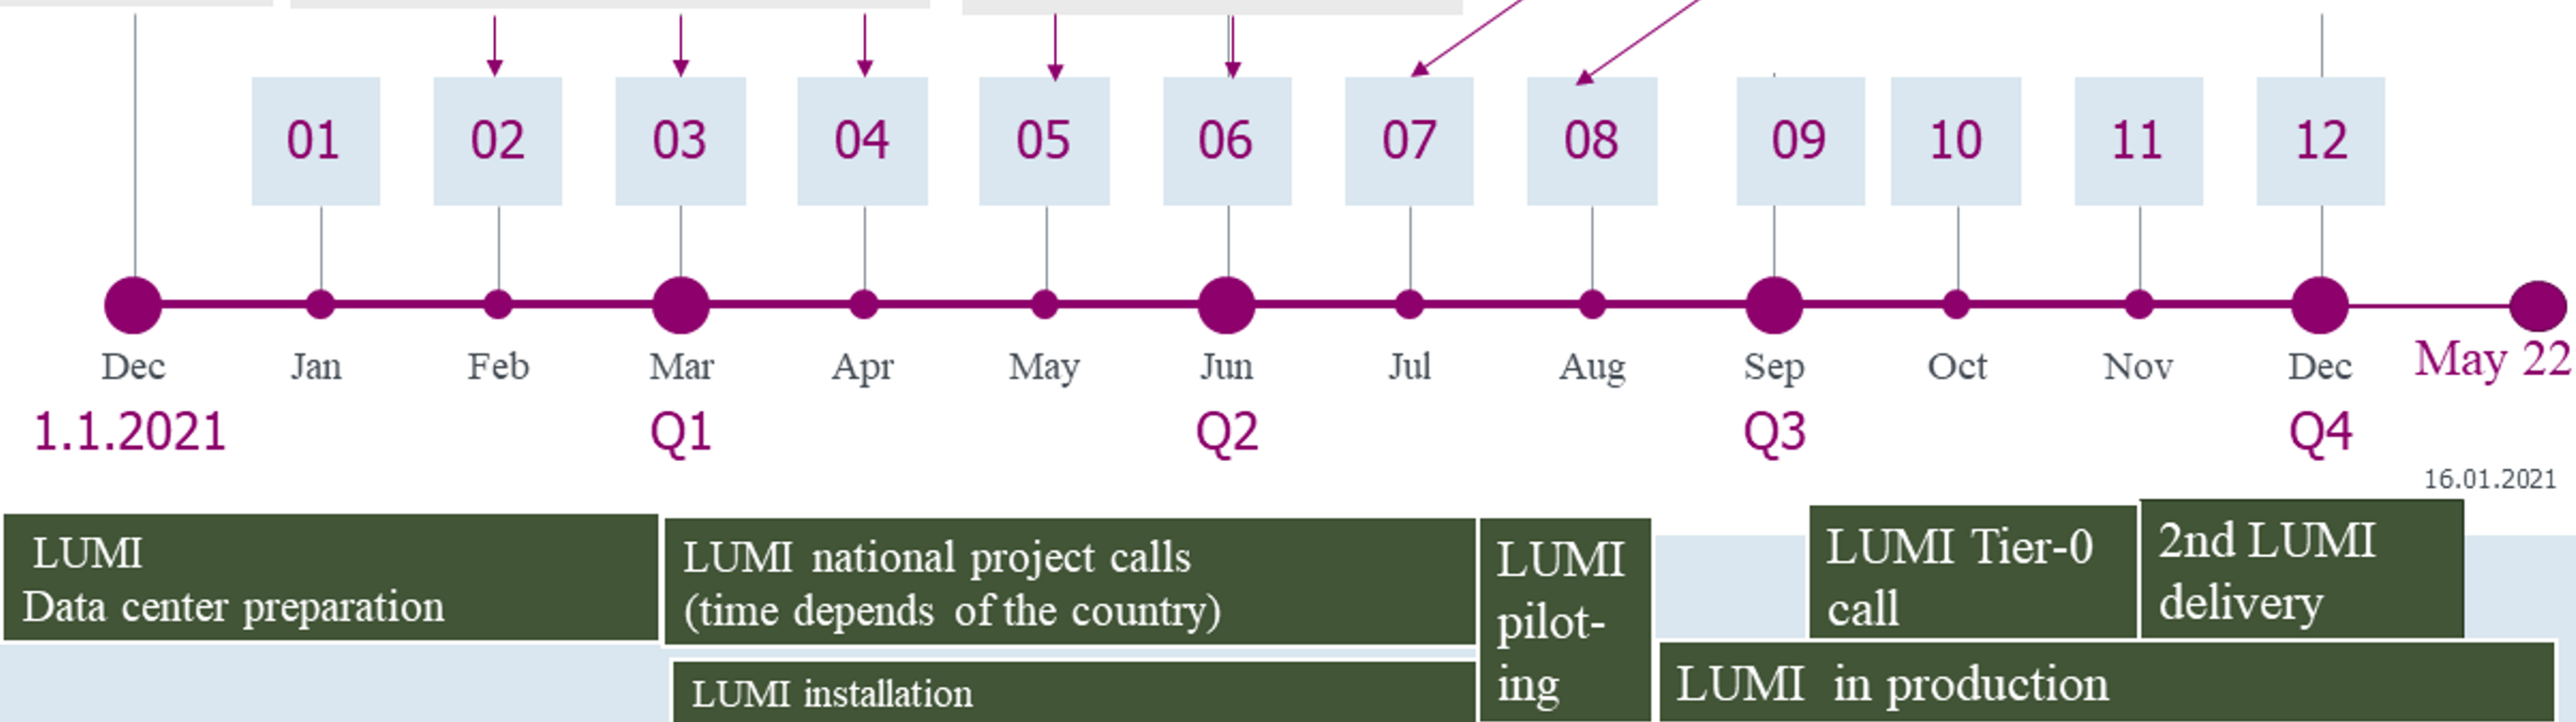 01 02 03 04 05 06 07 08 09 10 11 12
Dec Jan Feb Mar Apr May Jun Jul Aug Sep Oct Nov Dec May 22
1.1.2021 Q1 Q2 Q3 Q4
16.01.2021
LUMI
Data center preparation
LUMI national project calls
(time depends of the country)
LUMI installation
LUMI
pilot-
ing
LUMI Tier-0
call
2nd LUMI
delivery
LUMI in production